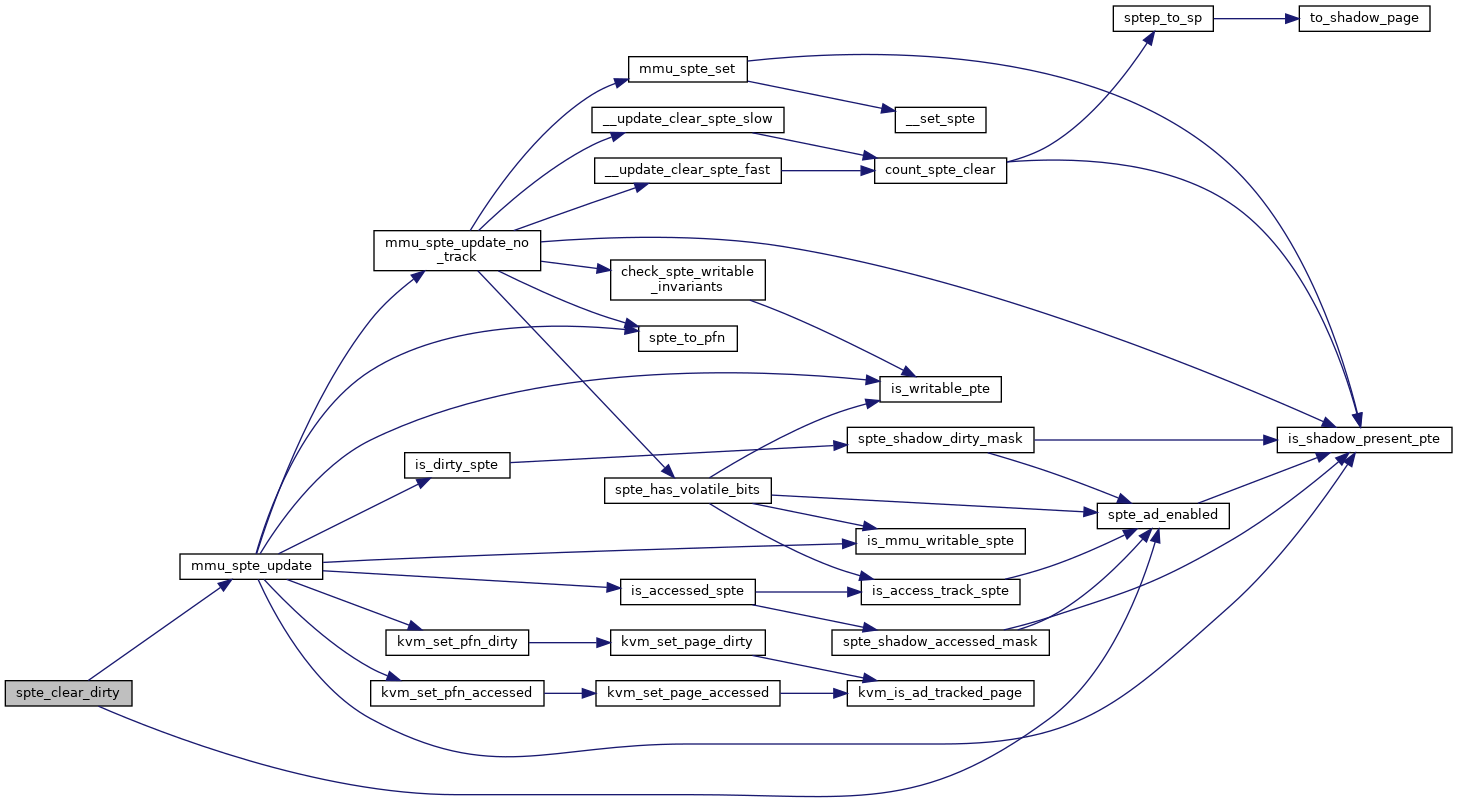 sptep_to_sp
to_shadow_page
mmu_spte_set
__update_clear_spte_slow
__set_spte
__update_clear_spte_fast
count_spte_clear
mmu_spte_update_no
_track
check_spte_writable
_invariants
spte_to_pfn
is_writable_pte
spte_shadow_dirty_mask
is_shadow_present_pte
is_dirty_spte
spte_has_volatile_bits
spte_ad_enabled
is_mmu_writable_spte
mmu_spte_update
is_accessed_spte
is_access_track_spte
kvm_set_pfn_dirty
kvm_set_page_dirty
spte_shadow_accessed_mask
spte_clear_dirty
kvm_set_pfn_accessed
kvm_set_page_accessed
kvm_is_ad_tracked_page